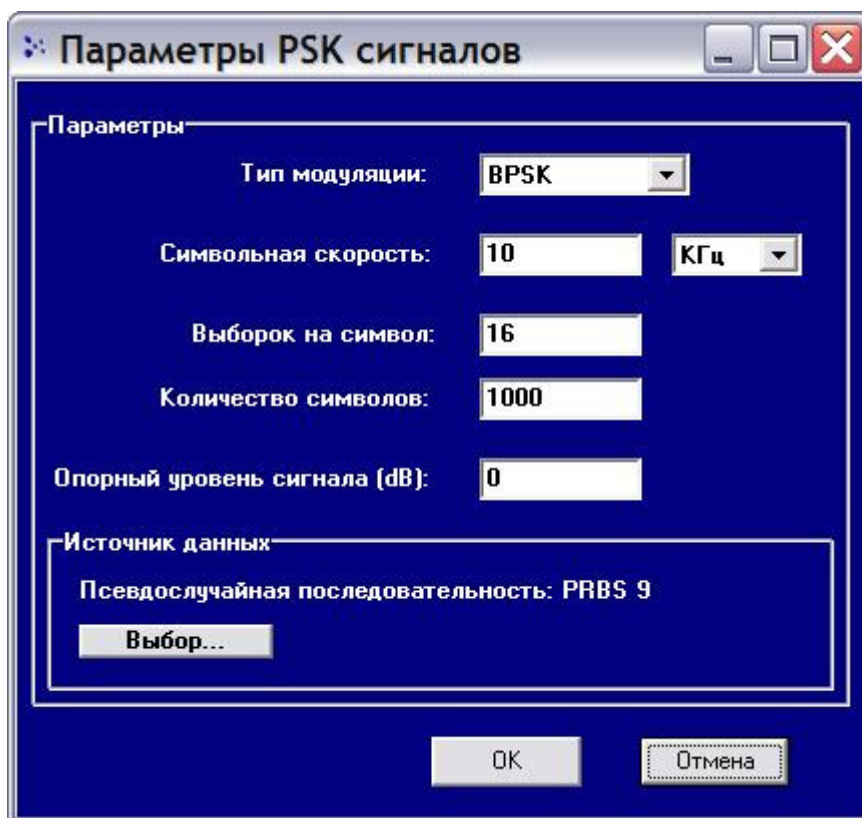 Параметры PSK сигналов
Параметры
Тип модуляции: BPSK
Символьная скорость: 10 КГц
Выборок на символ: 16
Количество символов: 1000
Опорный уровень сигнала (dB): 0
Источник данных
Псевдослучайная последовательность: PRBS 9
Выбор...
OK Отмена